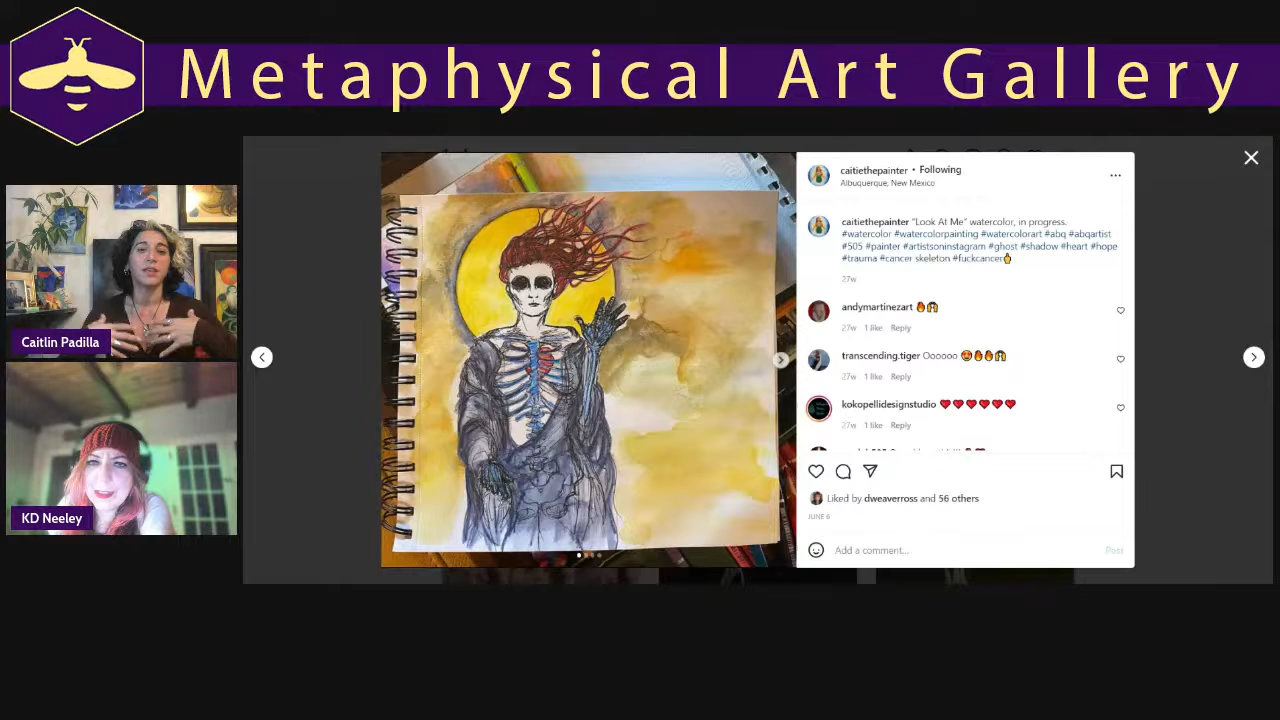 Metaphysical Art Gallery
Caitlin Padilla
KD Neeley
caitiethepainter • Following
Albuquerque, New Mexico
caitiethepainter "Look At Me" watercolor, in progress.
#watercolor #watercolorpainting #watercolorart #abq #abqartist
#505 #painter #artistsoninstagram #ghost #shadow #heart #hope
#trauma #cancer skeleton #fuckcancer🖕
27w
andymartinezart 🔥🙌
27w 1 like Reply
transcending.tiger Oooooo 😍🔥🔥🙌
27w 1 like Reply
kokopellidesignstudio ❤️❤️❤️❤️❤️❤️
27w 1 like Reply
Liked by dweaverross and 56 others
JUNE 6
Add a comment...
Post